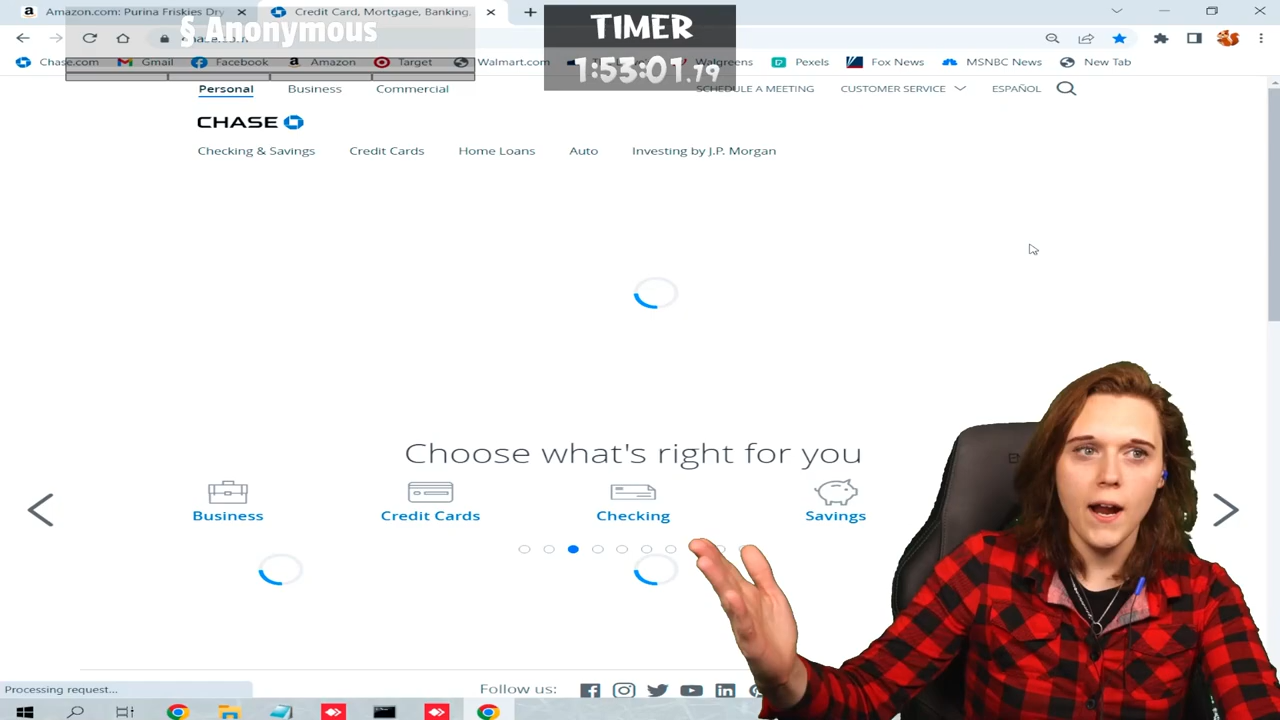 Amazon.com: Purina Friskies Dry
Credit Card, Mortgage, Banking.
§ Anonymous
TIMER
1:53:01.79
Chase.com
Gmail
Facebook
Amazon
Target
Walmart.com
Walgreens
Pexels
Fox News
MSNBC News
New Tab
Personal
Business
Commercial
SCHEDULE A MEETING
CUSTOMER SERVICE
ESPAÑOL
CHASE
Checking & Savings
Credit Cards
Home Loans
Auto
Investing by J.P. Morgan
Choose what's right for you
Business
Credit Cards
Checking
Savings
Follow us:
Processing request...